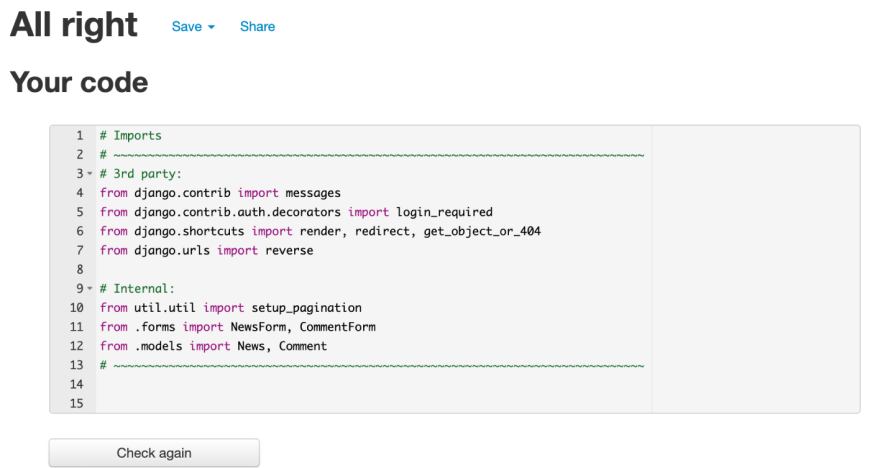 All right Save Share
Your code
1 # Imports
2 # ~~~~~~~~~~~~~~~~~~~~~~~~~~~~~~~~~~~~~~~~~~~~~~~~~~~~~~~~~~~~~~~~~~~~~~~~~~~~~
3 # 3rd party:
4 from django.contrib import messages
5 from django.contrib.auth.decorators import login_required
6 from django.shortcuts import render, redirect, get_object_or_404
7 from django.urls import reverse
8
9 # Internal:
10 from util.util import setup_pagination
11 from .forms import NewsForm, CommentForm
12 from .models import News, Comment
13 # ~~~~~~~~~~~~~~~~~~~~~~~~~~~~~~~~~~~~~~~~~~~~~~~~~~~~~~~~~~~~~~~~~~~~~~~~~~~~~
14
15
Check again